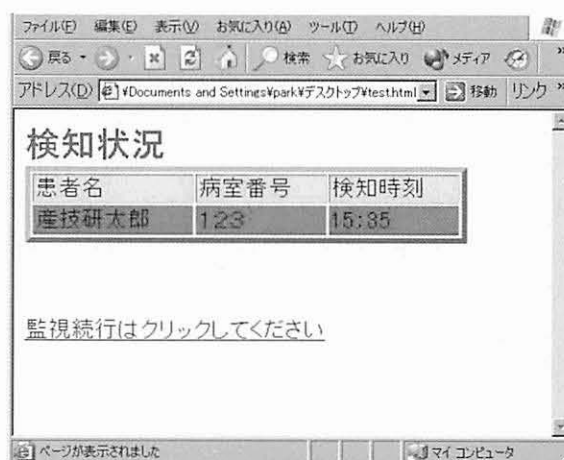 ファイル(F) 編集(E) 表示(V) お気に入り(A) ツール(T) ヘルプ(H)
戻る 検索 お気に入り メディア »
アドレス(D) ¥Documents and Settings¥park¥デスクトップ¥test.html 移動 リンク »
検知状況
患者名 病室番号 検知時刻
産技研太郎 123 15:35
監視続行はクリックしてください
ページが表示されました マイ コンピュータ